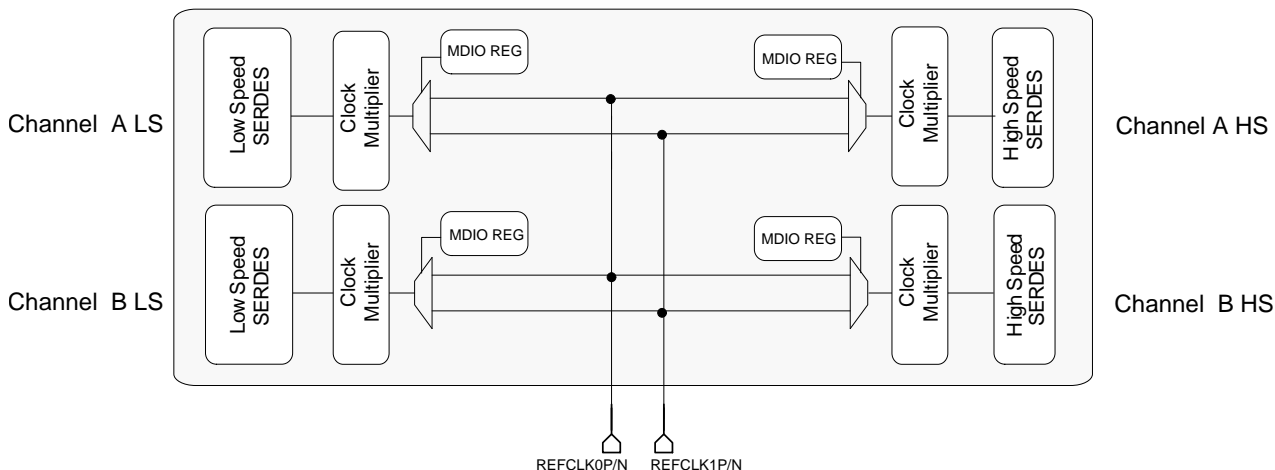 MDIO REG
MDIO REG
Low Speed
SERDES
Clock
Multiplier
Clock
Multiplier
High Speed
SERDES
Channel A LS
Channel A HS
MDIO REG
MDIO REG
Low Speed
SERDES
Clock
Multiplier
Clock
Multiplier
High Speed
SERDES
Channel B LS
Channel B HS
REFCLK0P/N
REFCLK1P/N